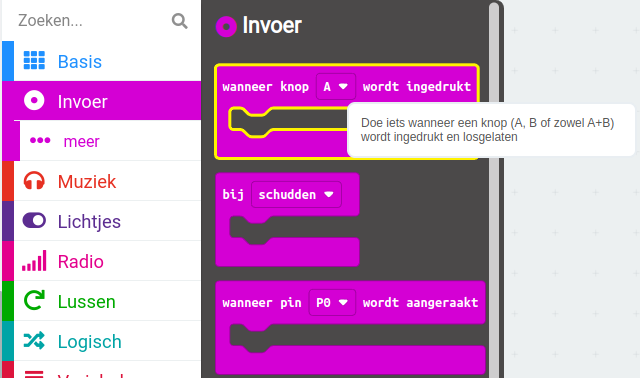 Zoeken...
Basis
Invoer
meer
Muziek
Lichtjes
Radio
Lussen
Logisch
Invoer
wanneer knop A wordt ingedrukt
Doe iets wanneer een knop (A, B of zowel A+B)
wordt ingedrukt en losgelaten
bij schudden
wanneer pin P0 wordt aangeraakt